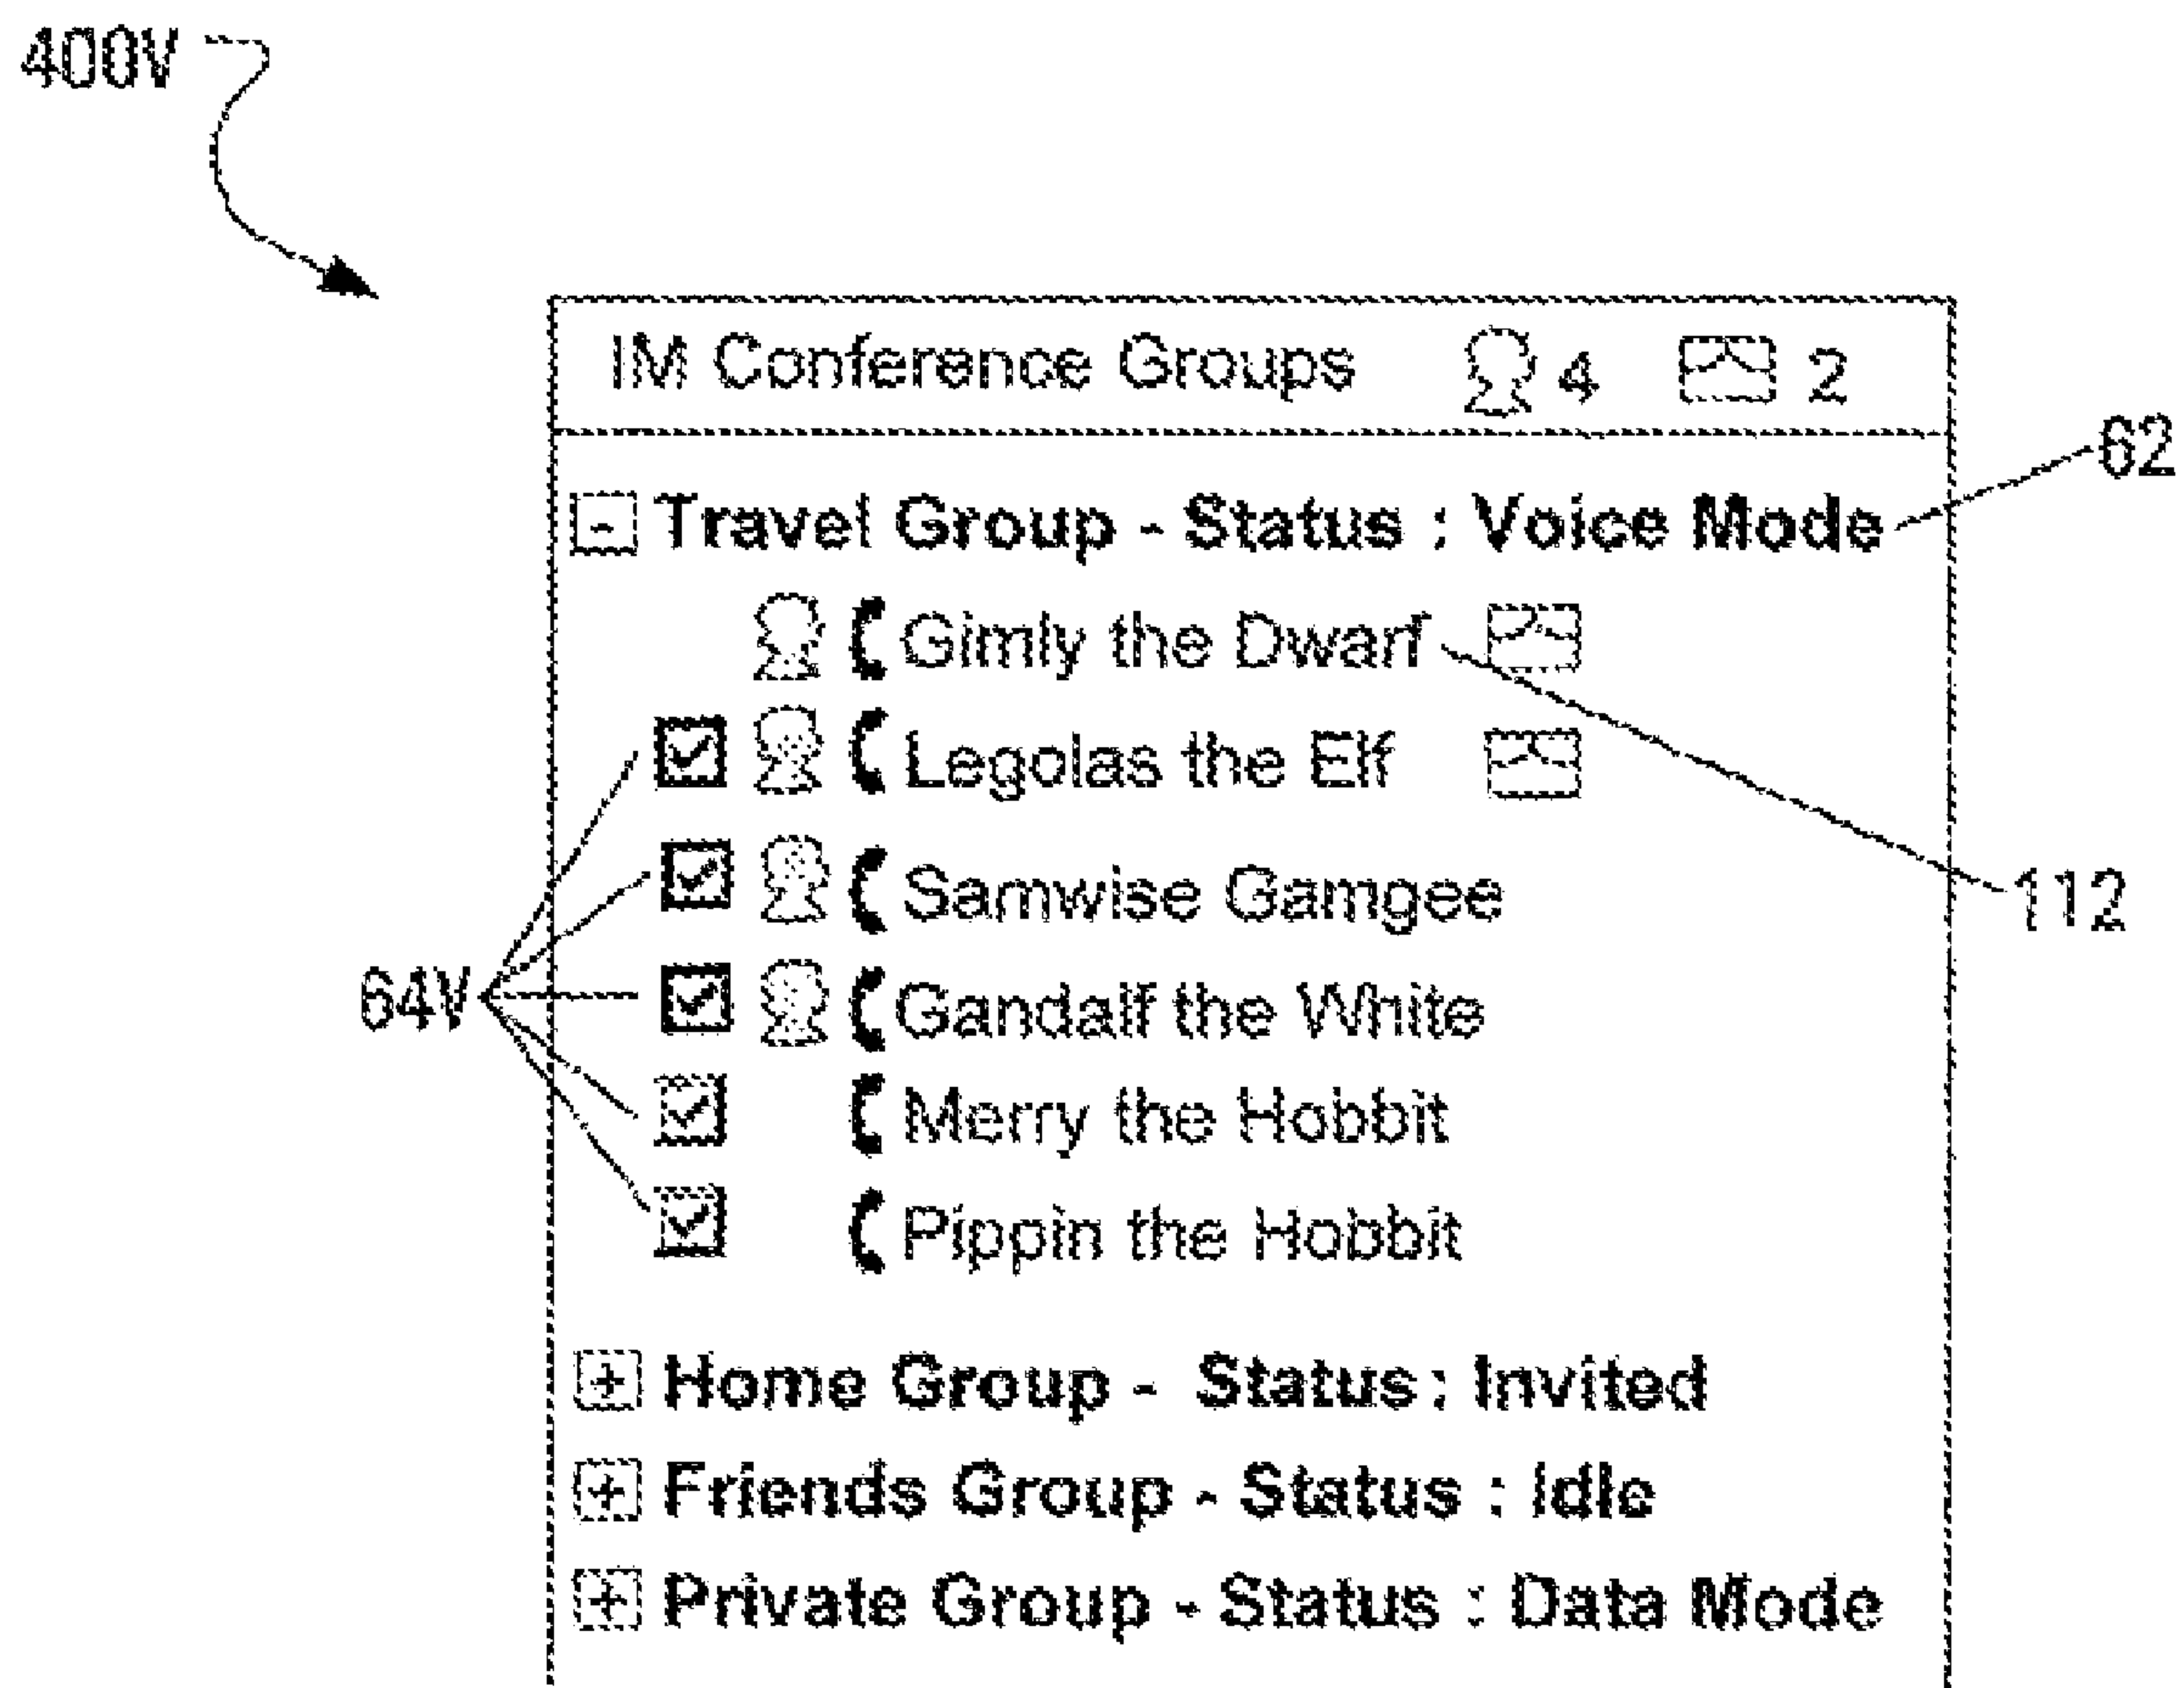 400V
IM Conference Groups 4 2
62
- Travel Group - Status : Voice Mode
Gimly the Dwarf
Legolas the Elf
Samwise Gamgee
112
64V
Gandalf the White
Merry the Hobbit
Pippin the Hobbit
+ Home Group - Status : Invited
+ Friends Group - Status : Idle
+ Private Group - Status : Data Mode